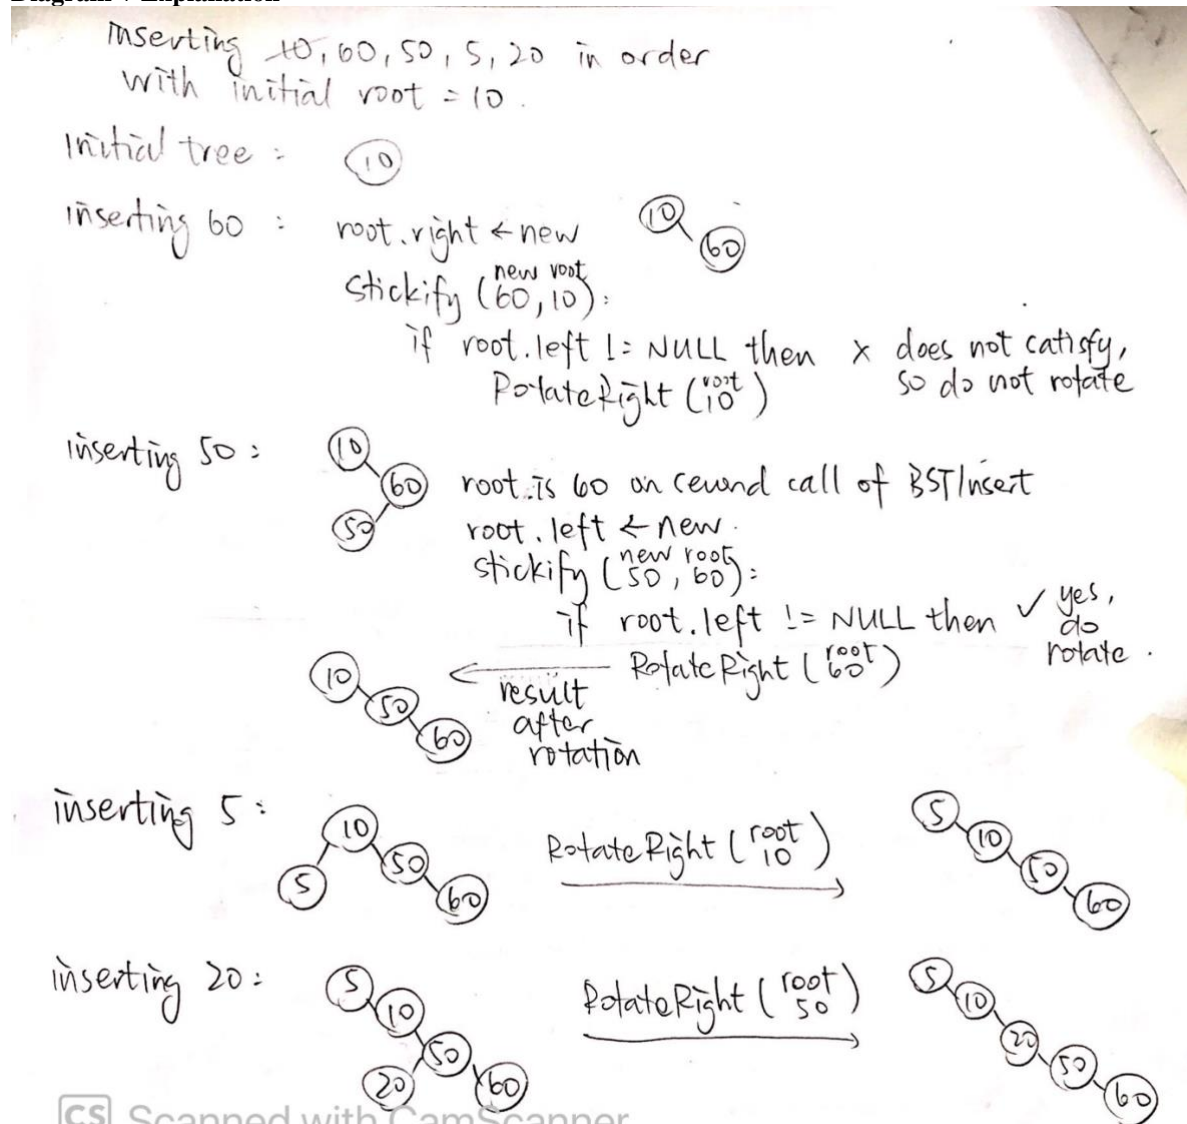 Diagram + Explanation
inserting 10, 60, 50, 5, 20 in order
with initial root = 10.
Initial tree : 10
inserting 60 : root.right ← new 10 60
Stickify (new 60, root 10):
if root.left != NULL then x does not catisfy,
RotateRight (root 10) so do not rotate
inserting 50 : 10 60 50 root is 60 on second call of BSTInsert
root.left ← new.
stickify (new 50, root 60):
if root.left != NULL then ✓ yes, do rotate.
RotateRight (root 60)
10 50 60 ← result after rotation
inserting 5 : 10 5 50 60 RotateRight (root 10) → 5 10 50 60
inserting 20 : 5 10 50 20 60 RotateRight (root 50) → 5 10 20 50 60
CS Scanned with CamScanner